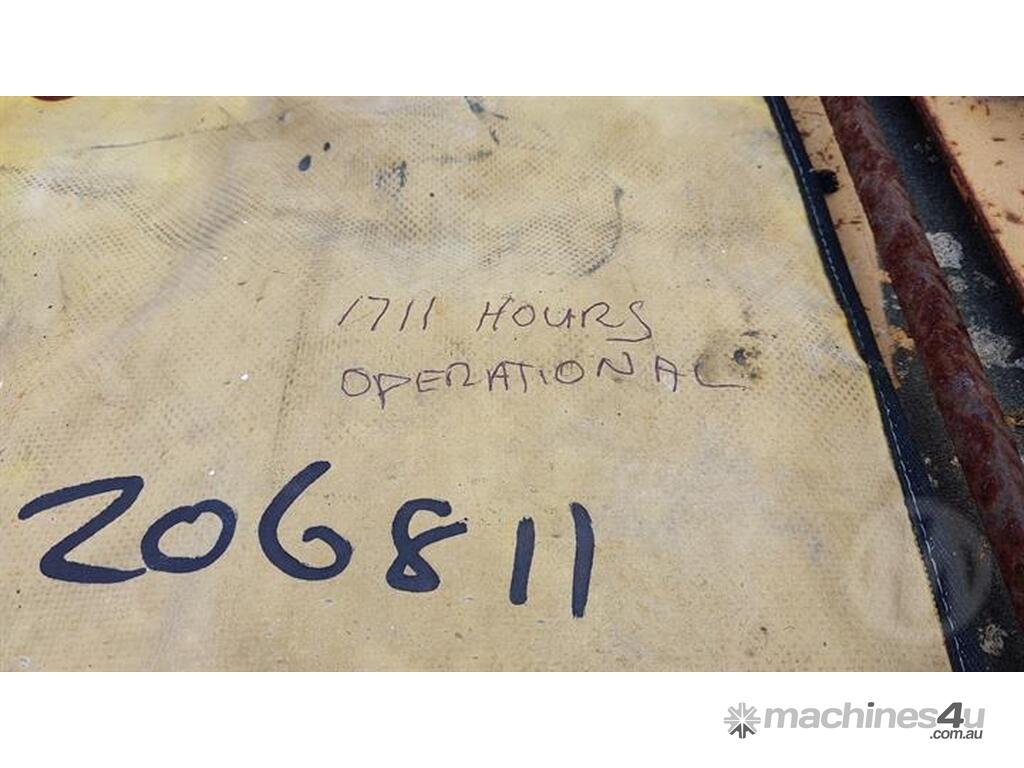 1711 HOURS
OPERATIONAL
206811
machines4u
.com.au